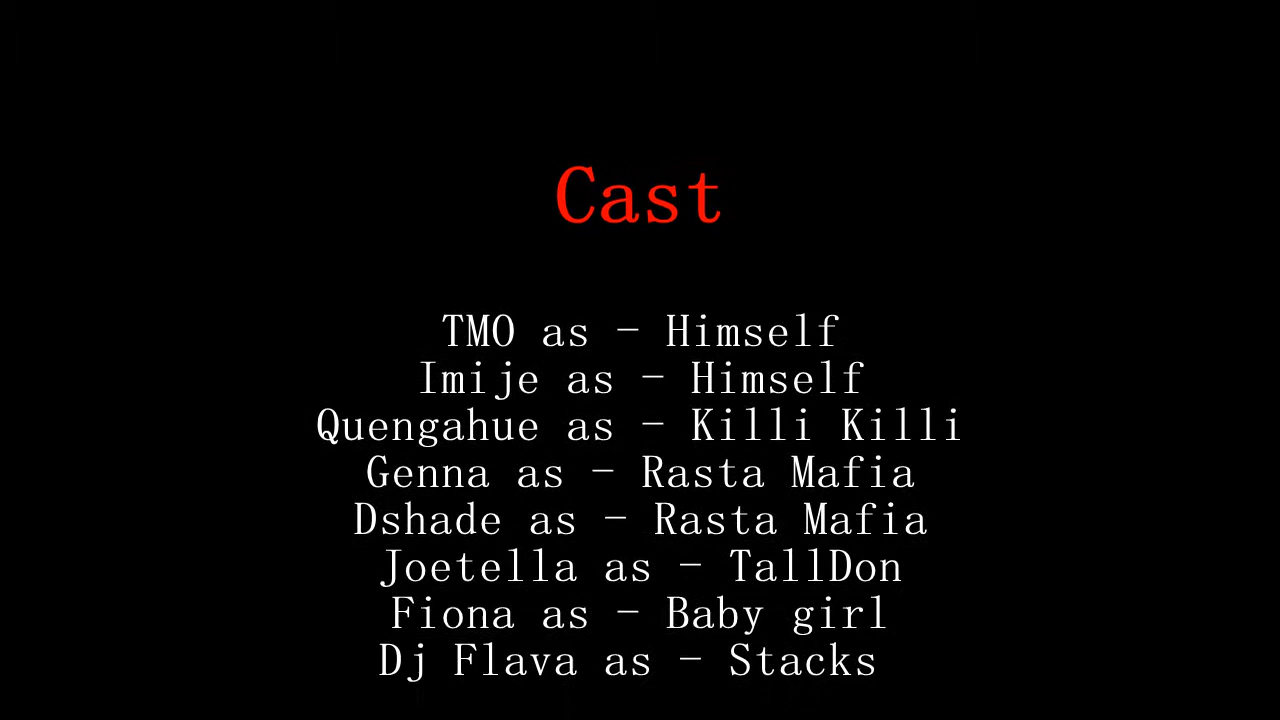 Cast
TMO as - Himself
Imije as - Himself
Quengahue as - Killi Killi
Genna as - Rasta Mafia
Dshade as - Rasta Mafia
Joetella as - TallDon
Fiona as - Baby girl
Dj Flava as - Stacks